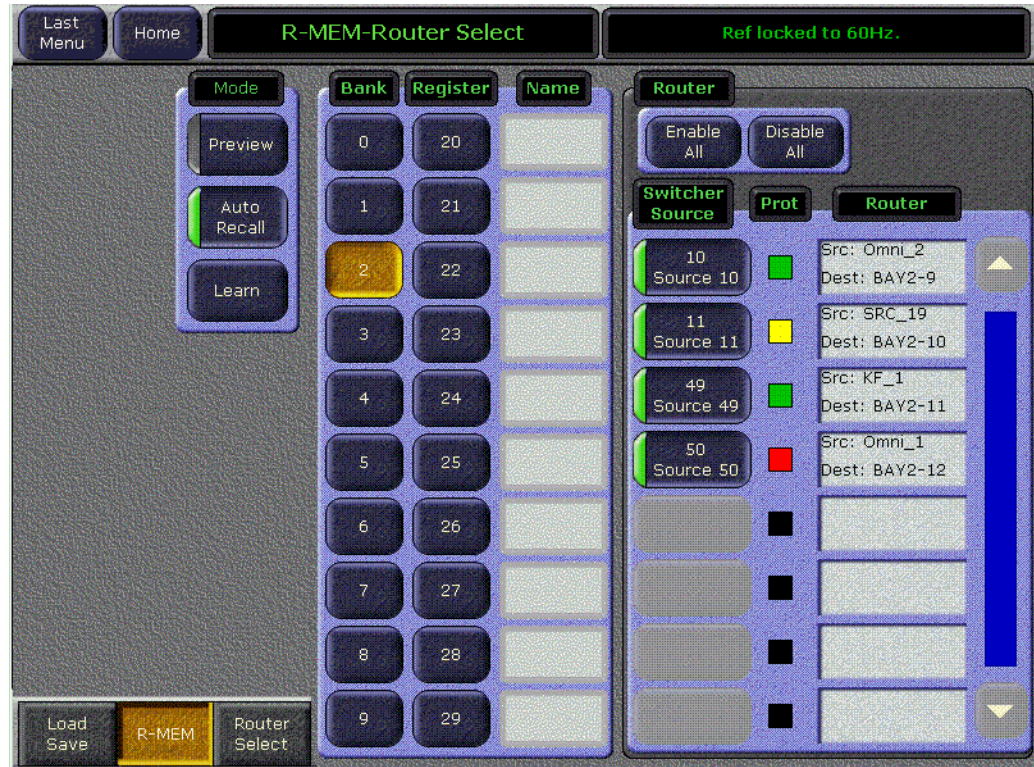 Last
Menu
Home
R-MEM-Router Select
Ref locked to 60Hz.
Mode
Preview
Auto
Recall
Learn
Bank
Register
Name
0
20
1
21
2
22
3
23
4
24
5
25
6
26
7
27
8
28
9
29
Router
Enable
All
Disable
All
Switcher
Source
Prot
Router
10
Source 10
Src: Omni_2
Dest: BAY2-9
11
Source 11
Src: SRC_19
Dest: BAY2-10
49
Source 49
Src: KF_1
Dest: BAY2-11
50
Source 50
Src: Omni_1
Dest: BAY2-12
Load
Save
R-MEM
Router
Select